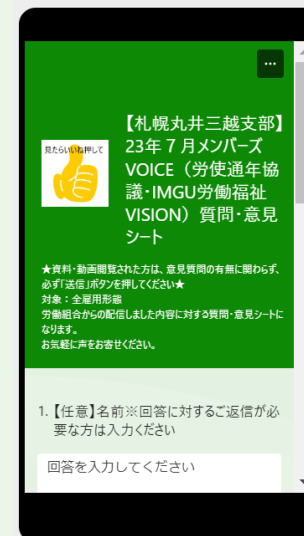 …
見たらいいね押して
【札幌丸井三越支部】
23年７月メンバーズ
VOICE（労使通年協
議・IMGU労働福祉
VISION）質問・意見
シート
★資料・動画閲覧された方は、意見質問の有無に関わらず、
必ず「送信」ボタンを押してください★
対象：全雇用形態
労働組合からの配信しました内容に対する質問・意見シートに
なります。
お気軽に声をお寄せください。
1.【任意】名前※回答に対するご返信が必
要な方は入力ください
回答を入力してください